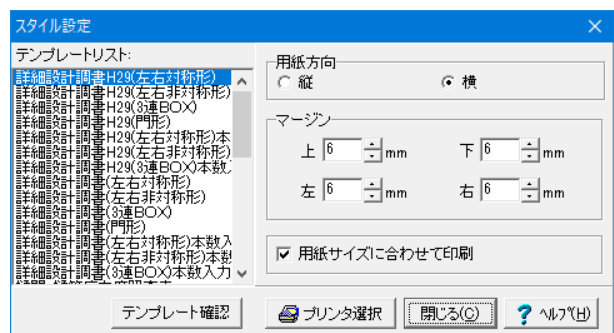 スタイル設定
テンプレートリスト:
詳細設計調書H29(左右対称形)
詳細設計調書H29(左右非対称形)
詳細設計調書H29(3連BOX)
詳細設計調書H29(門形)
詳細設計調書H29(左右対称形)本
詳細設計調書H29(左右非対称形)
詳細設計調書H29(3連BOX)本数
詳細設計調書(左右対称形)
詳細設計調書(左右非対称形)
詳細設計調書(3連BOX)
詳細設計調書(門形)
詳細設計調書(左右対称形)本数入
詳細設計調書(左右非対称形)本数
詳細設計調書(3連BOX)本数入力
テンプレート確認
用紙方向
縦 横
マージン
上 6 mm 下 6 mm
左 6 mm 右 6 mm
用紙サイズに合わせて印刷
プリンタ選択 閉じる(C) ? ヘルプ(H)